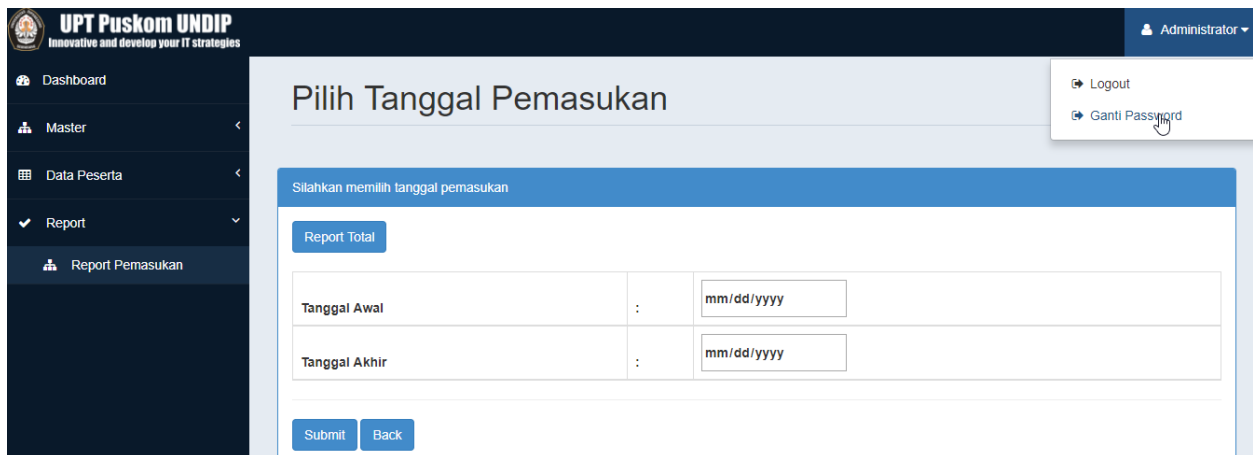 UPT Puskom UNDIP
Innovative and develop your IT strategies
Administrator
Dashboard
Master
Data Peserta
Report
Report Pemasukan
Logout
Ganti Password
Pilih Tanggal Pemasukan
Silahkan memilih tanggal pemasukan
Report Total
Tanggal Awal : mm/dd/yyyy
Tanggal Akhir : mm/dd/yyyy
Submit Back